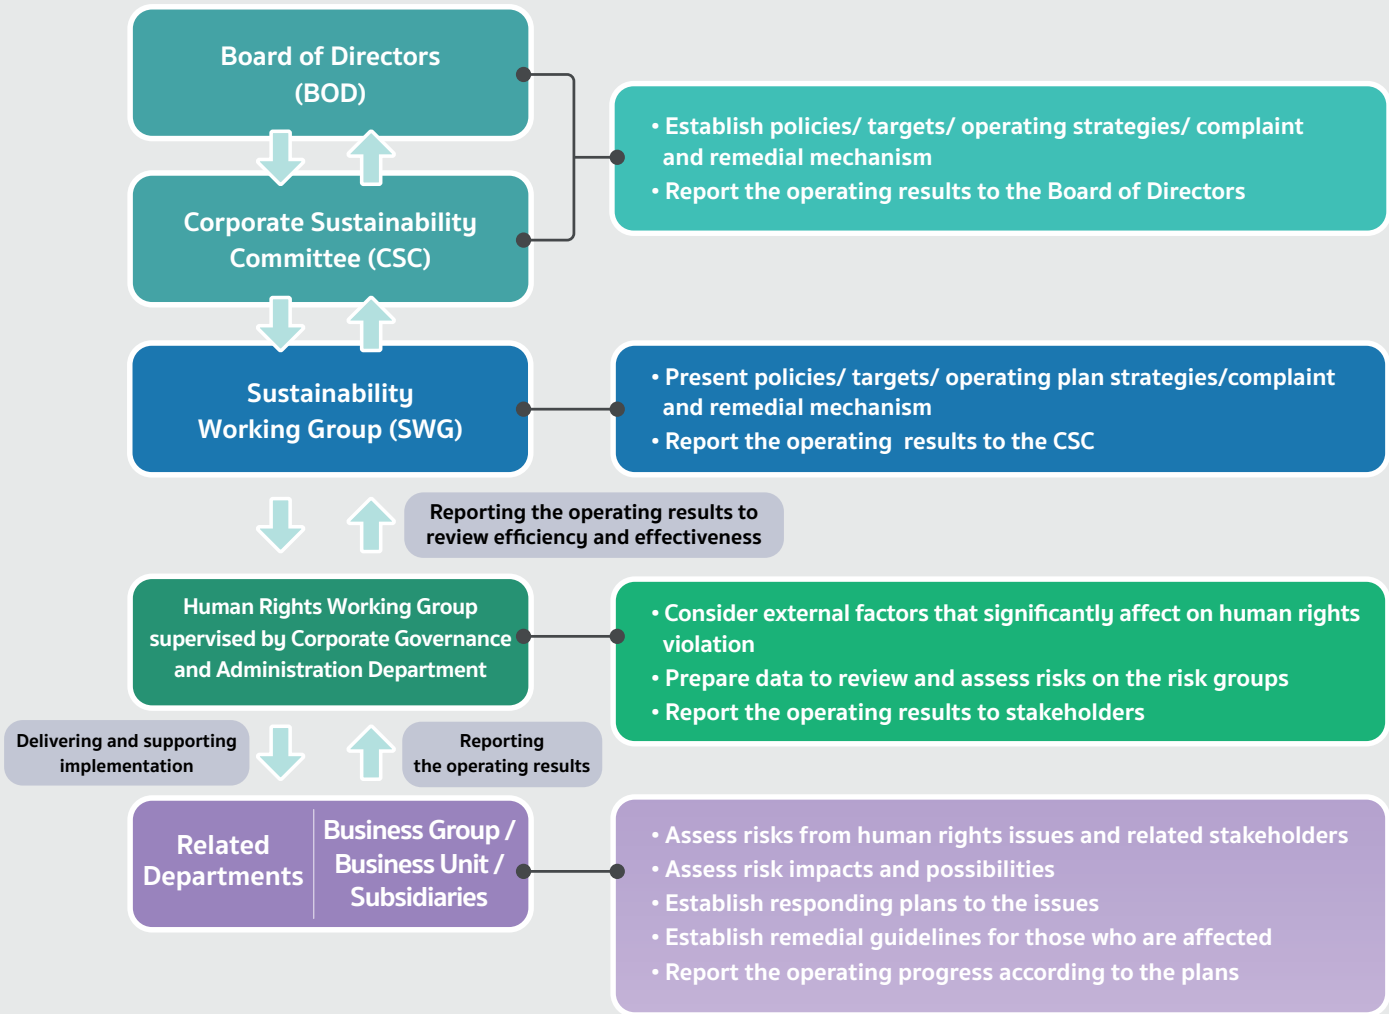 Board of Directors
(BOD)
• Establish policies/ targets/ operating strategies/ complaint
and remedial mechanism
• Report the operating results to the Board of Directors
Corporate Sustainability
Committee (CSC)
Sustainability
Working Group (SWG)
• Present policies/ targets/ operating plan strategies/complaint
and remedial mechanism
• Report the operating results to the CSC
Reporting the operating results to
review efficiency and effectiveness
Human Rights Working Group
supervised by Corporate Governance
and Administration Department
• Consider external factors that significantly affect on human rights
violation
• Prepare data to review and assess risks on the risk groups
• Report the operating results to stakeholders
Delivering and supporting
implementation
Reporting
the operating results
Related
Departments
Business Group /
Business Unit /
Subsidiaries
• Assess risks from human rights issues and related stakeholders
• Assess risk impacts and possibilities
• Establish responding plans to the issues
• Establish remedial guidelines for those who are affected
• Report the operating progress according to the plans